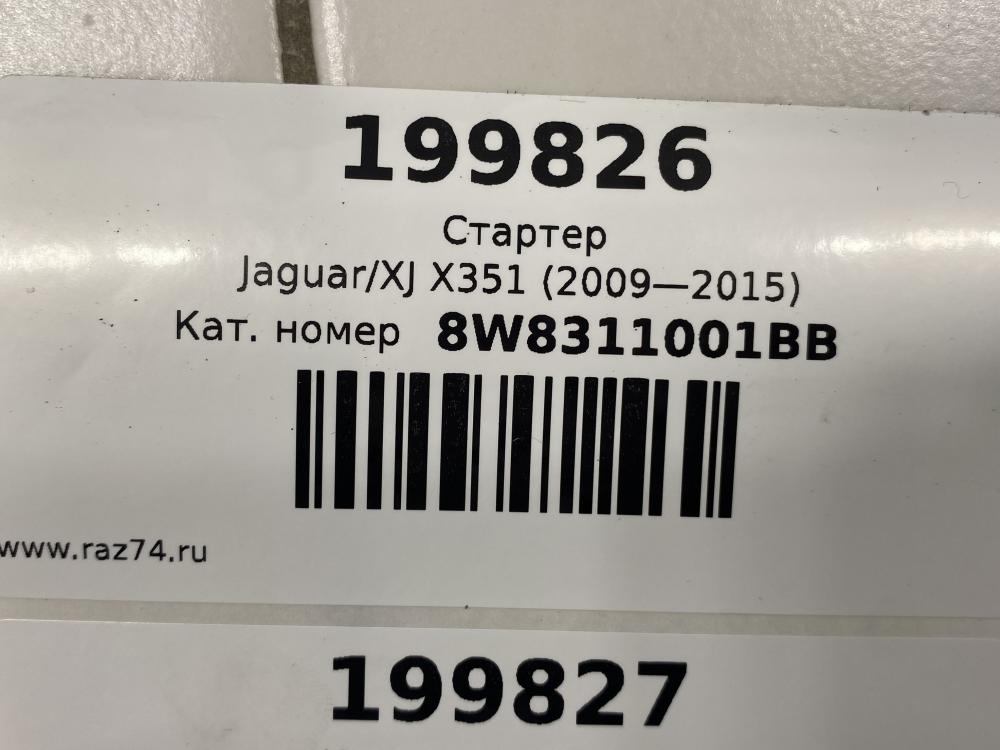 199826
Стартер
Jaguar/XJ X351 (2009—2015)
Кат. номер 8W8311001BB
www.raz74.ru
199827